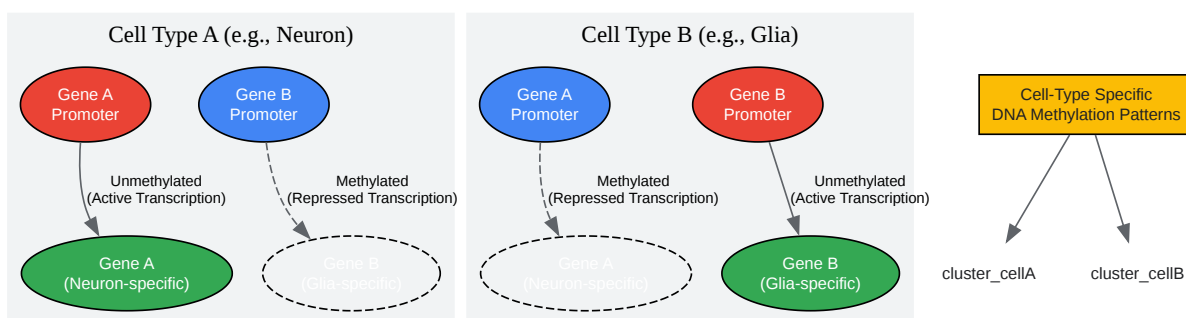 Cell Type A (e.g., Neuron)
Gene A
Promoter
Gene B
Promoter
Unmethylated
(Active Transcription)
Methylated
(Repressed Transcription)
Gene A
(Neuron-specific)
Gene B
(Glia-specific)
Cell Type B (e.g., Glia)
Gene A
Promoter
Gene B
Promoter
Methylated
(Repressed Transcription)
Unmethylated
(Active Transcription)
Gene A
(Neuron-specific)
Gene B
(Glia-specific)
Cell-Type Specific
DNA Methylation Patterns
cluster_cellA
cluster_cellB